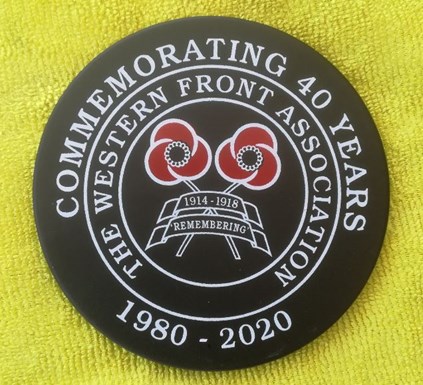 COMMEMORATING 40 YEARS
THE WESTERN FRONT ASSOCIATION
1914 - 1918
'REMEMBERING'
1980 - 2020